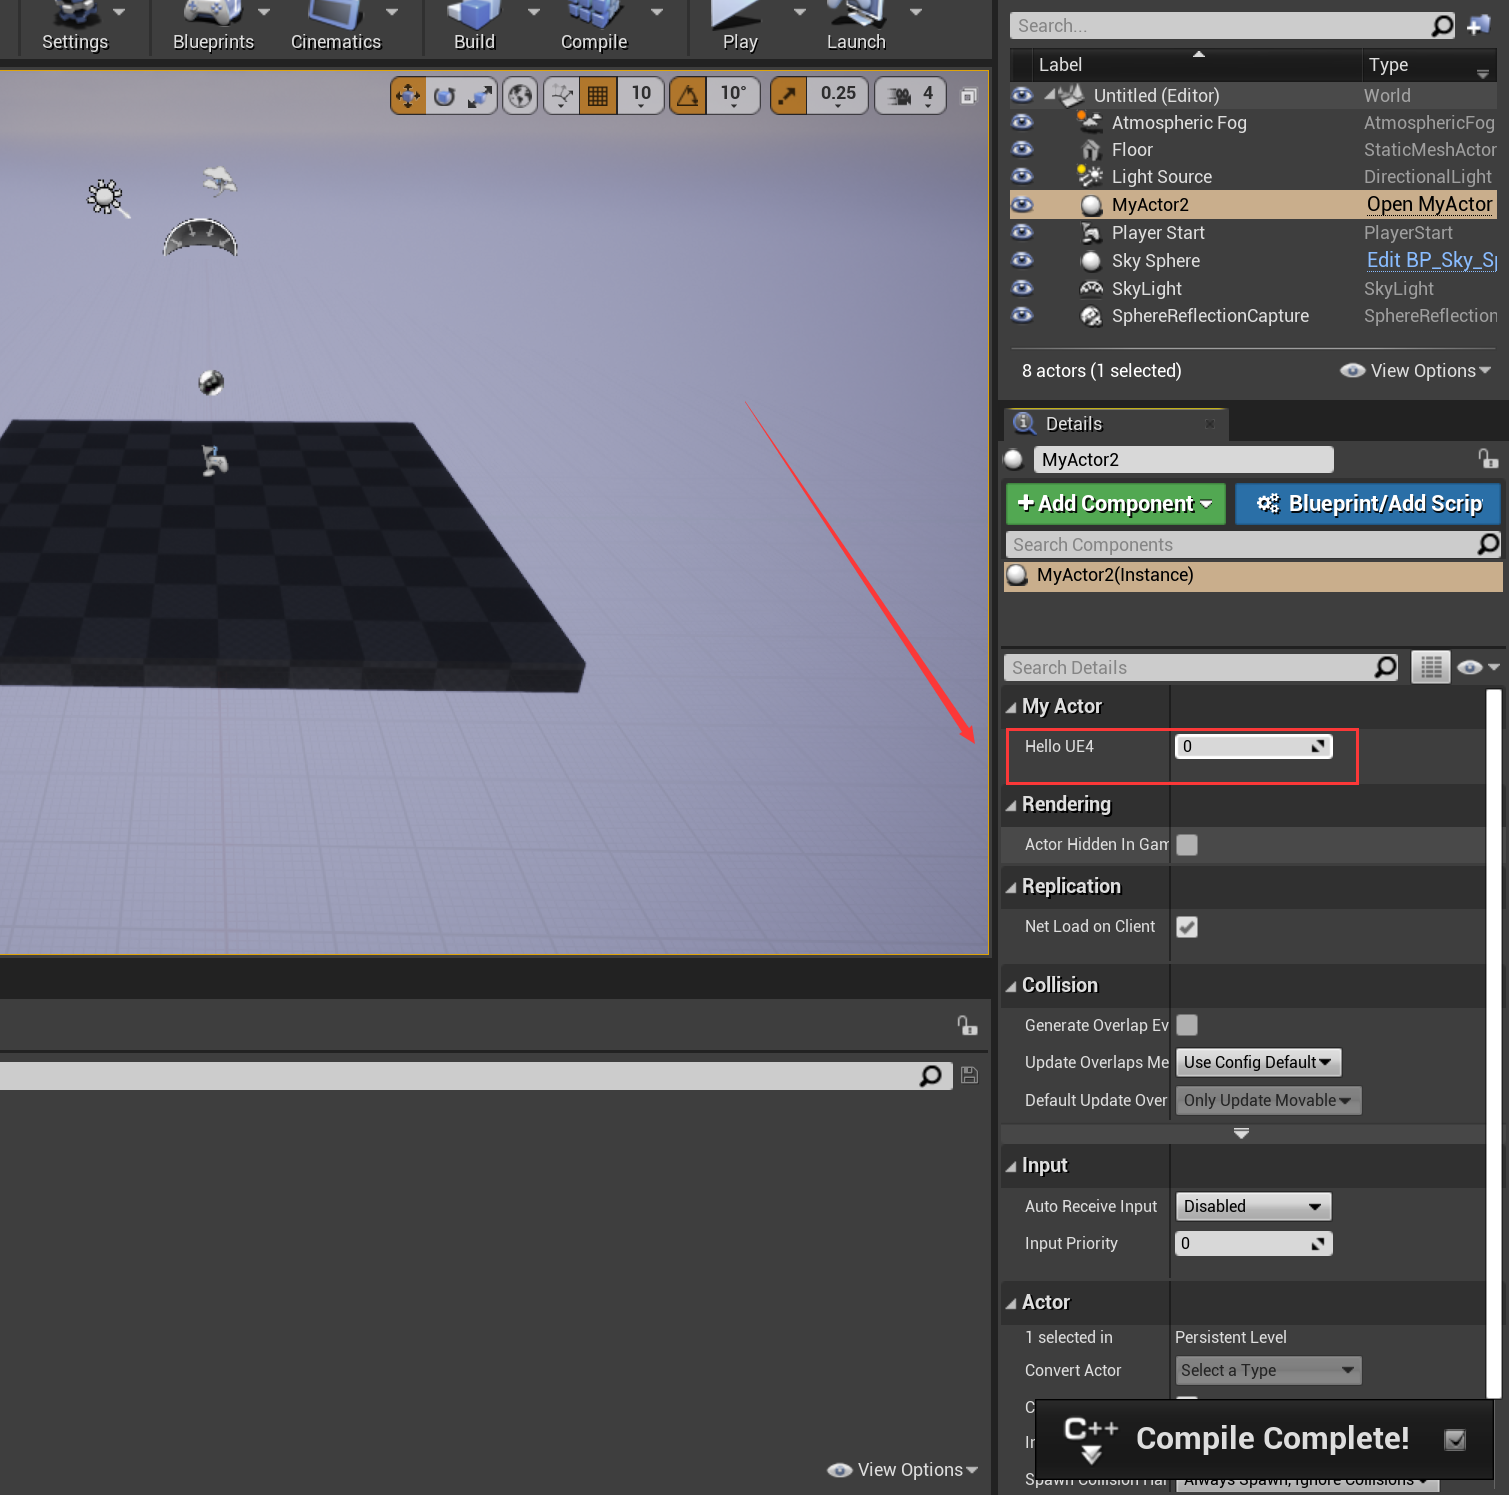 Settings Blueprints Cinematics Build Compile Play Launch
10 10° 0.25 4
Search...
Label Type
Untitled (Editor) World
Atmospheric Fog AtmosphericFog
Floor StaticMeshActor
Light Source DirectionalLight
MyActor2 Open MyActor
Player Start PlayerStart
Sky Sphere Edit BP_Sky_Sp
SkyLight SkyLight
SphereReflectionCapture SphereReflection
8 actors (1 selected) View Options
Details
MyActor2
+ Add Component Blueprint/Add Scrip
Search Components
MyActor2(Instance)
Search Details
My Actor
Hello UE4 0
Rendering
Actor Hidden In Gam
Replication
Net Load on Client
Collision
Generate Overlap Ev
Update Overlaps Me Use Config Default
Default Update Over Only Update Movable
Input
Auto Receive Input Disabled
Input Priority 0
Actor
1 selected in Persistent Level
Convert Actor Select a Type
C++ Compile Complete!
View Options
Spawn Collision Han Always Spawn, Ignore Collisions